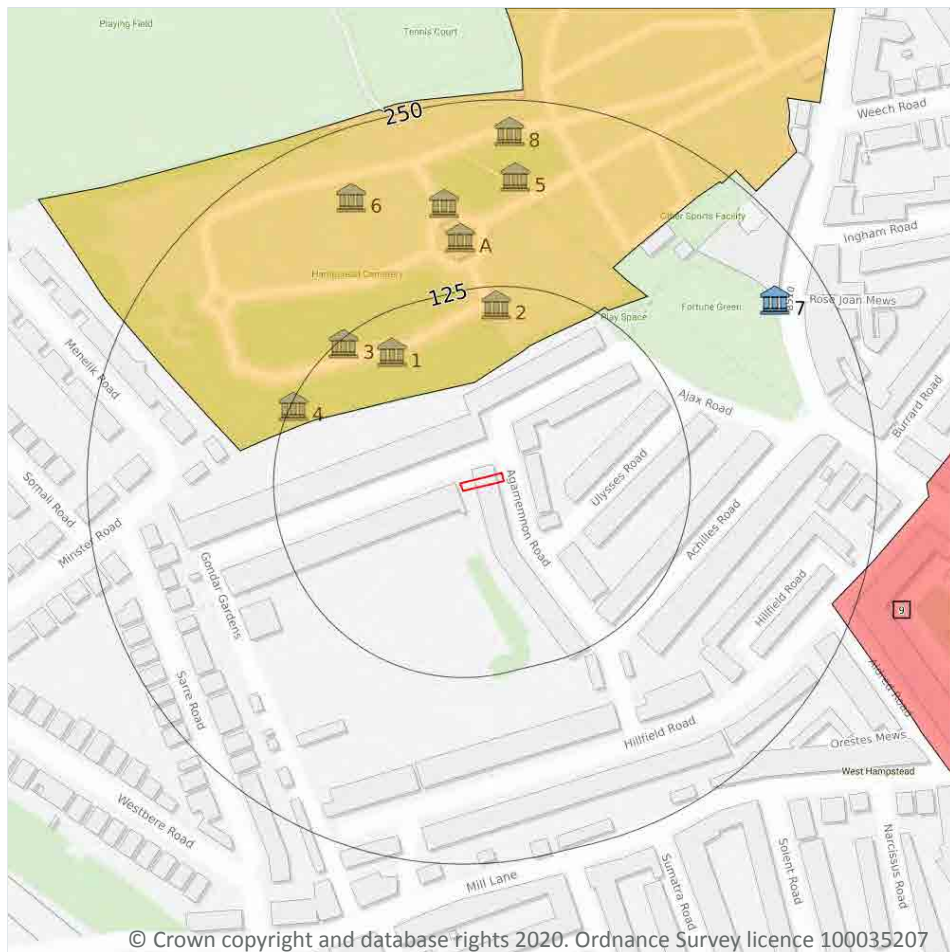 Playing Field
Tennis Court
Weech Road
250
8
5
6
Other Sports Facility
Ingham Road
A
Hampstead Cemetery
125
2
Fortune Green
7
Rose Joan Mews
Play Space
3
1
Menelik Road
4
Ajax Road
Burrard Road
Somali Road
Agamemnon Road
Ulysses Road
Achilles Road
Minster Road
Gondar Gardens
Hillfield Road
9
Aldred Road
Sarre Road
Hillfield Road
Orestes Mews
West Hampstead
Westbere Road
Mill Lane
Sumatra Road
Solent Road
Narcissus Road
© Crown copyright and database rights 2020. Ordnance Survey licence 100035207